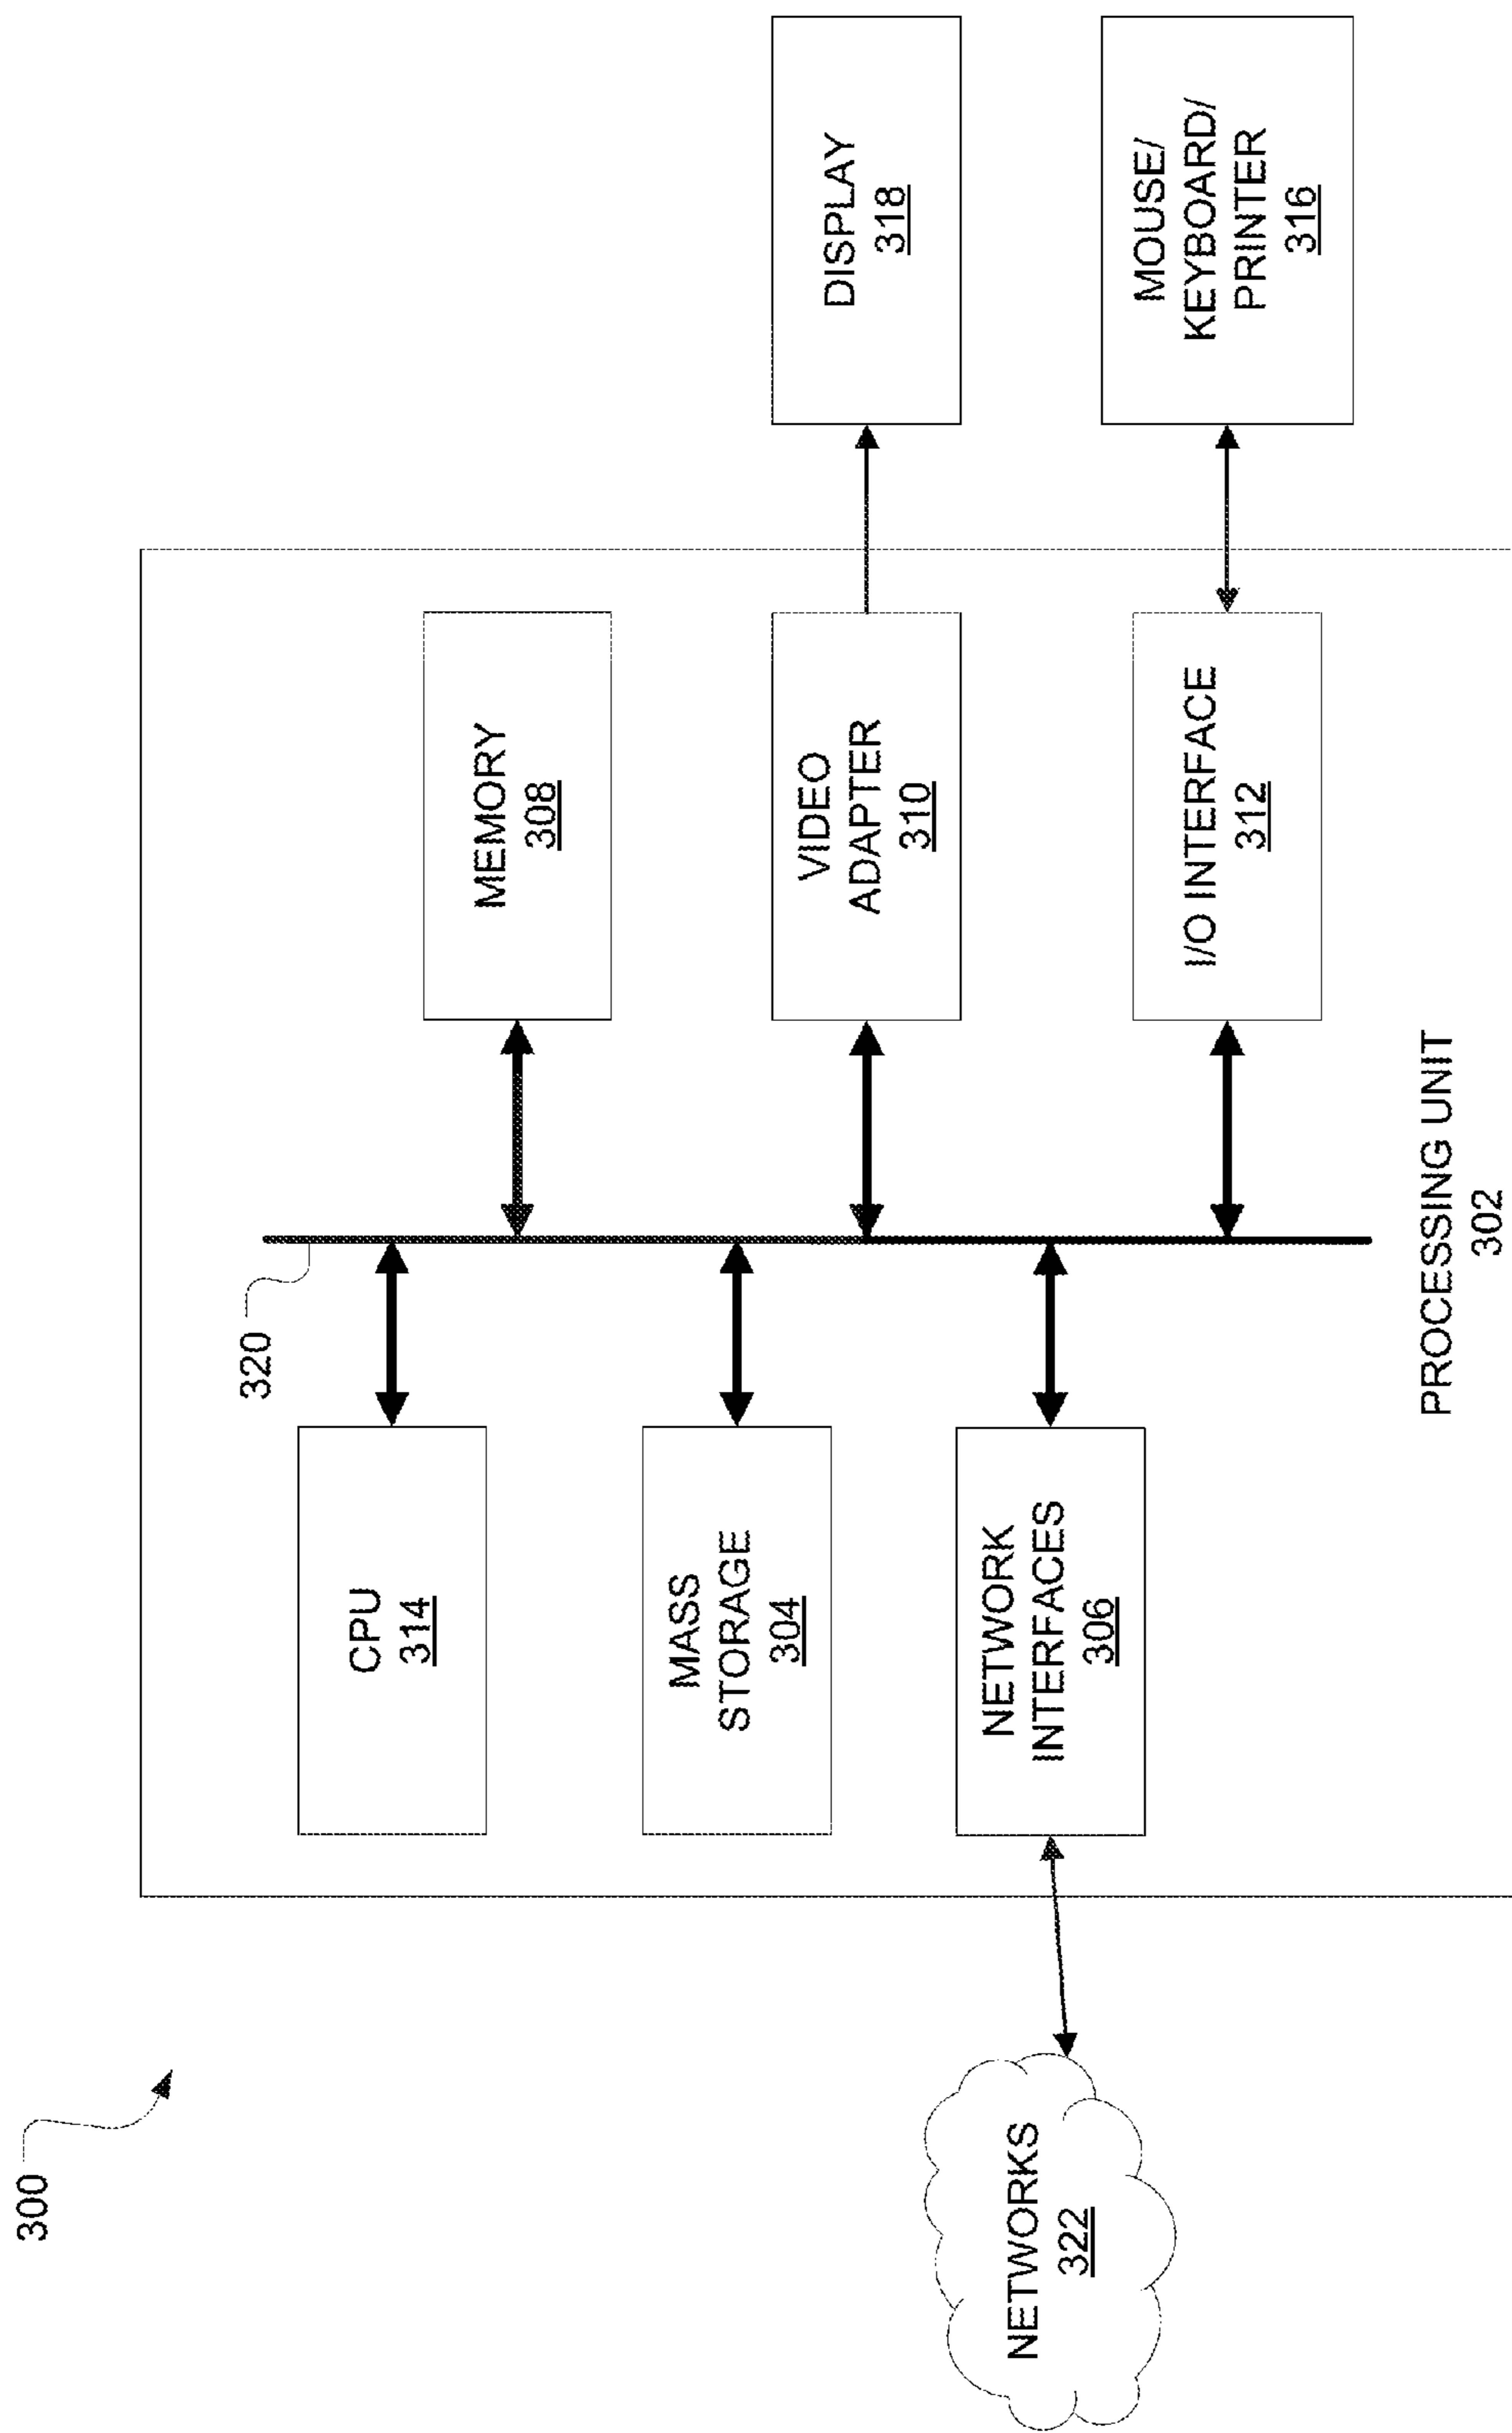 300
320
CPU
314
MEMORY
308
MASS
STORAGE
304
VIDEO
ADAPTER
310
DISPLAY
318
NETWORKS
322
NETWORK
INTERFACES
306
I/O INTERFACE
312
MOUSE/
KEYBOARD/
PRINTER
316
PROCESSING UNIT
302